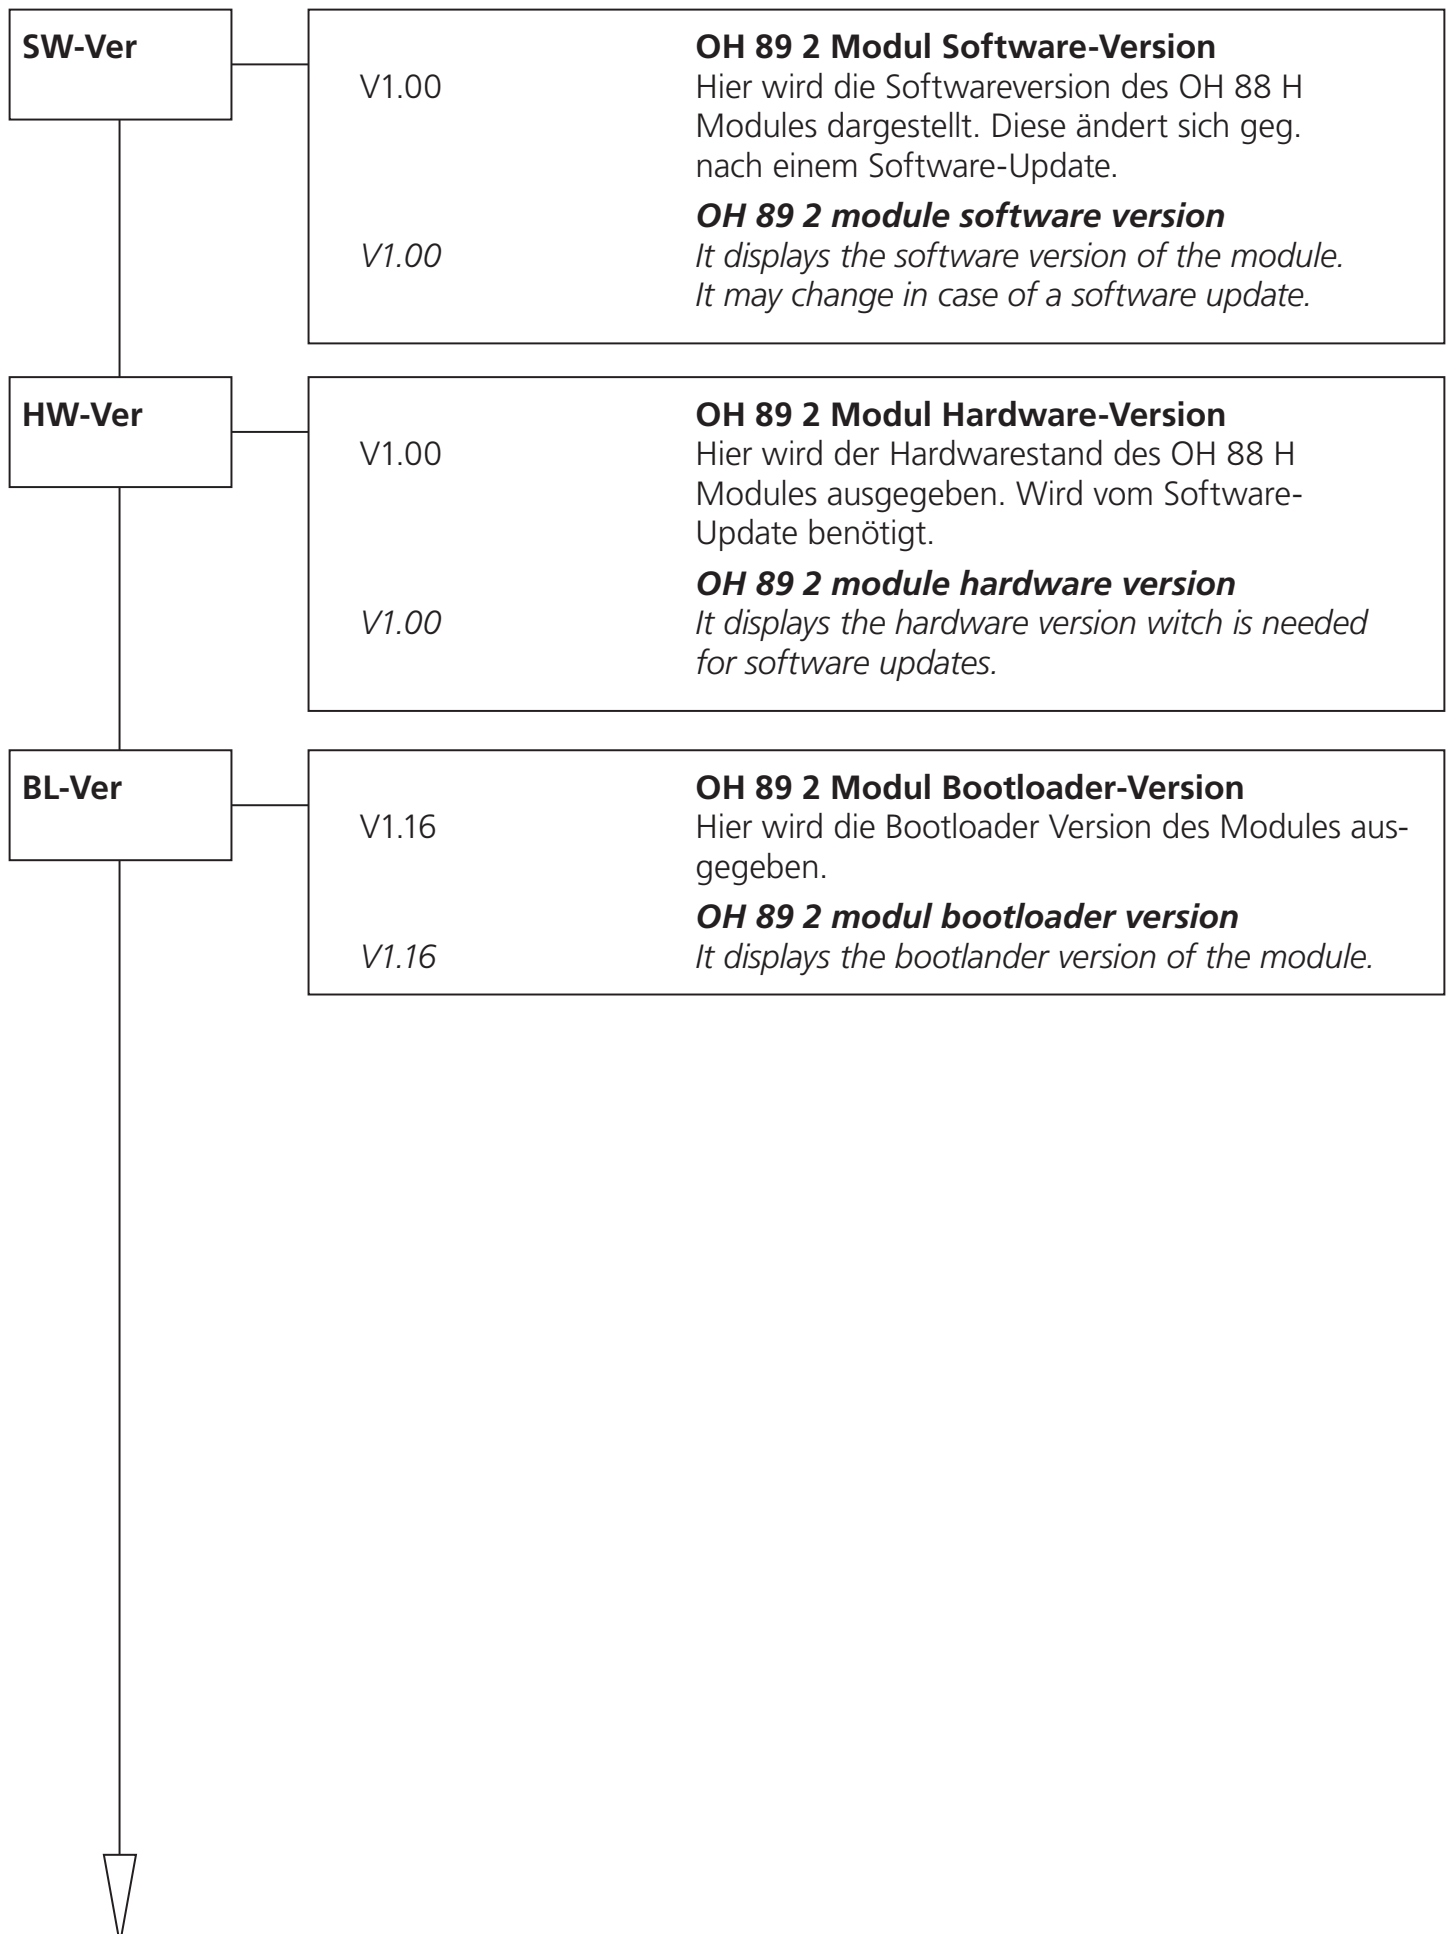 SW-Ver
OH 89 2 Modul Software-Version
V1.00 Hier wird die Softwareversion des OH 88 H
Modules dargestellt. Diese ändert sich geg.
nach einem Software-Update.
OH 89 2 module software version
V1.00 It displays the software version of the module.
It may change in case of a software update.
HW-Ver
OH 89 2 Modul Hardware-Version
V1.00 Hier wird der Hardwarestand des OH 88 H
Modules ausgegeben. Wird vom Software-
Update benötigt.
OH 89 2 module hardware version
V1.00 It displays the hardware version witch is needed
for software updates.
BL-Ver
OH 89 2 Modul Bootloader-Version
V1.16 Hier wird die Bootloader Version des Modules aus-
gegeben.
OH 89 2 modul bootloader version
V1.16 It displays the bootlander version of the module.